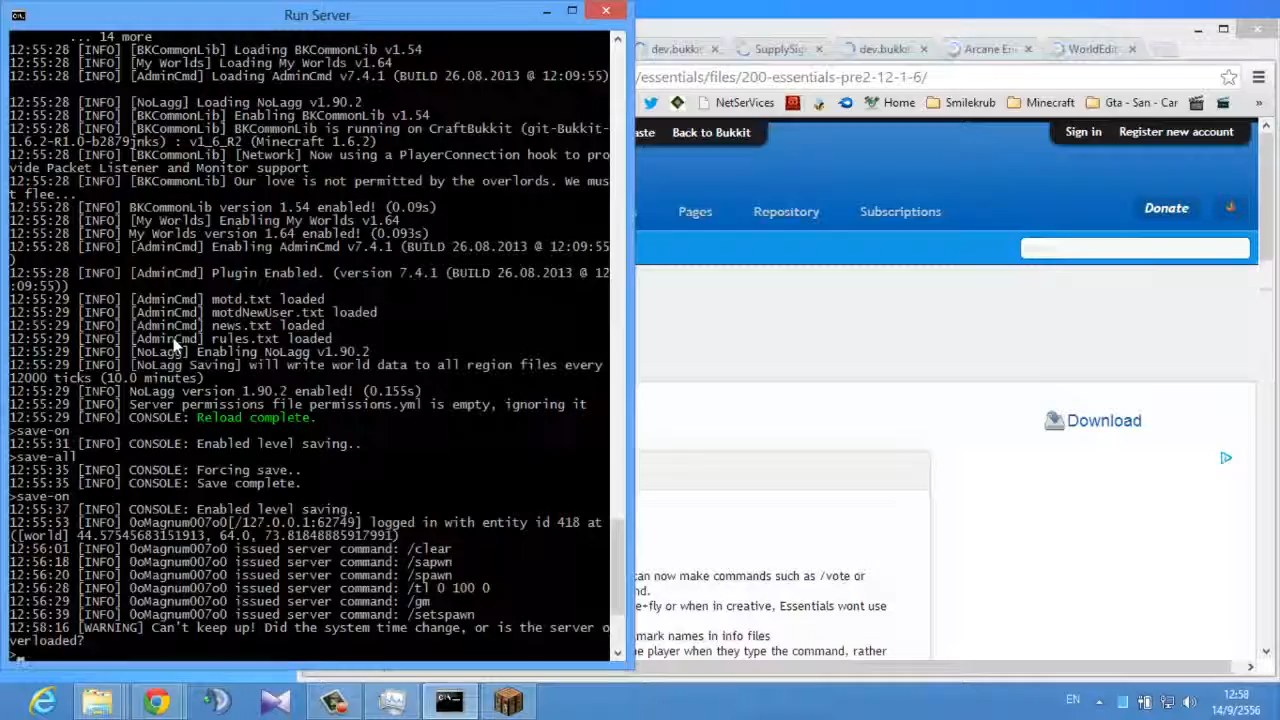 Run Server
... 14 more
12:55:28 [INFO] [BKCommonLib] Loading BKCommonLib v1.54
12:55:28 [INFO] [My Worlds] Loading My Worlds v1.64
12:55:28 [INFO] [AdminCmd] Loading AdminCmd v7.4.1 (BUILD 26.08.2013 @ 12:09:55)
12:55:28 [INFO] [NoLagg] Loading NoLagg v1.90.2
12:55:28 [INFO] [BKCommonLib] Enabling BKCommonLib v1.54
12:55:28 [INFO] [BKCommonLib] BKCommonLib is running on CraftBukkit (git-Bukkit-
1.6.2-R1.0-b2879jnks) : v1_6_R2 (Minecraft 1.6.2)
12:55:28 [INFO] [BKCommonLib] [Network] Now using a PlayerConnection hook to pro
vide Packet Listener and Monitor support
12:55:28 [INFO] [BKCommonLib] Our love is not permitted by the overlords. We mus
t flee...
12:55:28 [INFO] BKCommonLib version 1.54 enabled! (0.09s)
12:55:28 [INFO] [My Worlds] Enabling My Worlds v1.64
12:55:28 [INFO] My Worlds version 1.64 enabled! (0.093s)
12:55:28 [INFO] [AdminCmd] Enabling AdminCmd v7.4.1 (BUILD 26.08.2013 @ 12:09:55
)
12:55:28 [INFO] [AdminCmd] Plugin Enabled. (version 7.4.1 (BUILD 26.08.2013 @ 12
:09:55))
12:55:29 [INFO] [AdminCmd] motd.txt loaded
12:55:29 [INFO] [AdminCmd] motdNewUser.txt loaded
12:55:29 [INFO] [AdminCmd] news.txt loaded
12:55:29 [INFO] [AdminCmd] rules.txt loaded
12:55:29 [INFO] [NoLagg] Enabling NoLagg v1.90.2
12:55:29 [INFO] [NoLagg Saving] will write world data to all region files every
12000 ticks (10.0 minutes)
12:55:29 [INFO] NoLagg version 1.90.2 enabled! (0.155s)
12:55:29 [INFO] Server permissions file permissions.yml is empty, ignoring it
12:55:29 [INFO] CONSOLE: Reload complete.
>save-on
12:55:31 [INFO] CONSOLE: Enabled level saving..
>save-all
12:55:35 [INFO] CONSOLE: Forcing save..
12:55:35 [INFO] CONSOLE: Save complete.
>save-on
12:55:37 [INFO] CONSOLE: Enabled level saving..
12:55:53 [INFO] OoMagnum007oO[/127.0.0.1:62749] logged in with entity id 418 at
([world] 44.57545683151913, 64.0, 73.81848885917991)
12:56:01 [INFO] OoMagnum007oO issued server command: /clear
12:56:18 [INFO] OoMagnum007oO issued server command: /sapwn
12:56:20 [INFO] OoMagnum007oO issued server command: /spawn
12:56:28 [INFO] OoMagnum007oO issued server command: /tl 0 100 0
12:56:29 [INFO] OoMagnum007oO issued server command: /gm
12:56:39 [INFO] OoMagnum007oO issued server command: /setspawn
12:58:16 [WARNING] Can't keep up! Did the system time change, or is the server o
verloaded?
>
dev.bukki SupplySig dev.bukki Arcane En WorldEdit
/essentials/files/200-essentials-pre2-12-1-6/
NetSerVices Home Smilekrub Minecraft Gta - San - Car »
aste Back to Bukkit Sign in Register new account
Pages Repository Subscriptions Donate
Download
can now make commands such as /vote or
nd.
e+fly or when in creative, Essentials wont use
mark names in info files
he player when they type the command, rather
EN 12:58
14/9/2556